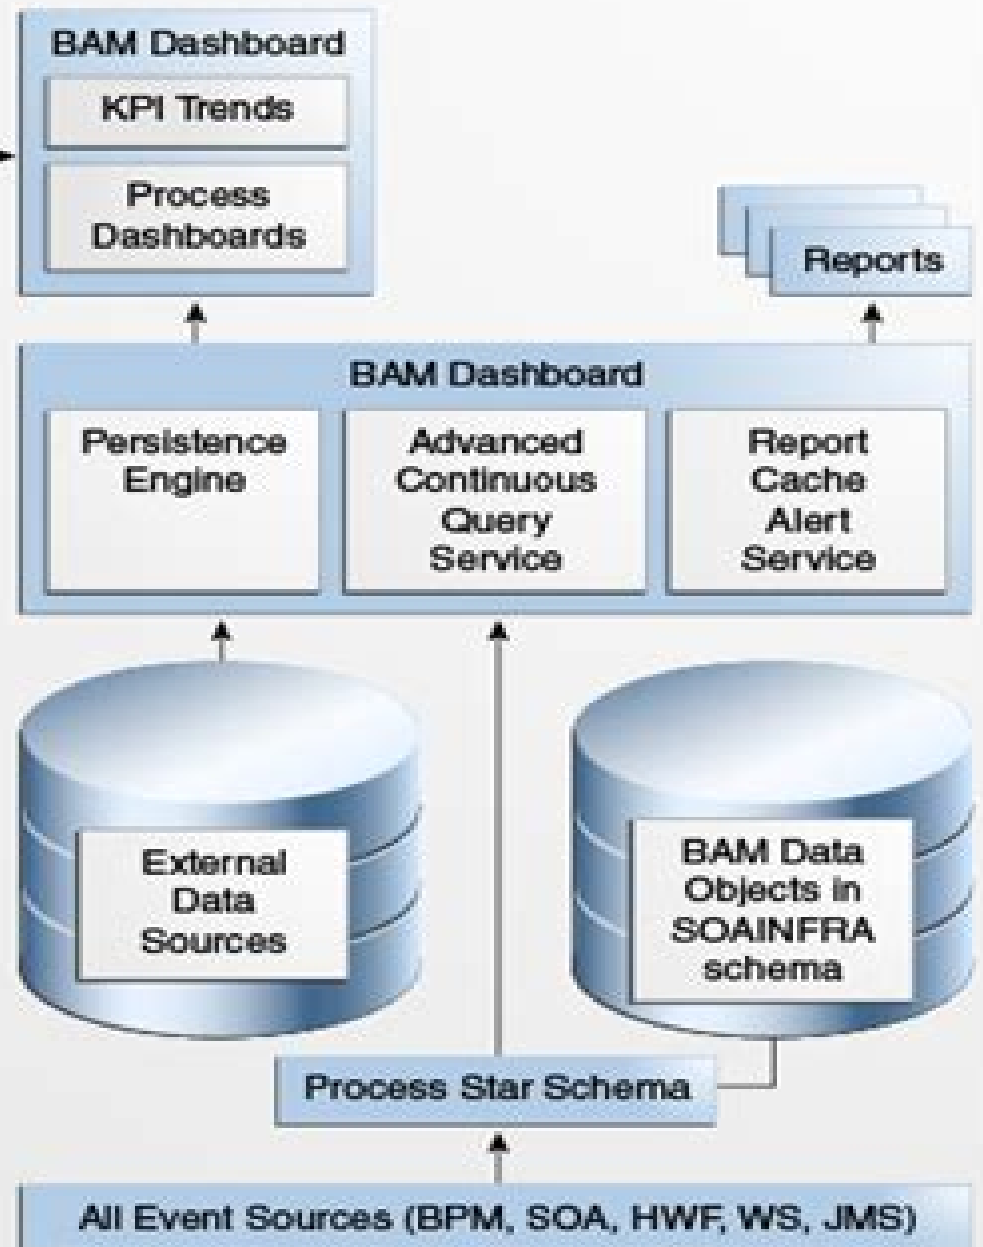 BAM Dashboard
KPI Trends
Process
Dashboards
Reports
BAM Dashboard
Persistence
Engine
Advanced
Continuous
Query
Service
Report
Cache
Alert
Service
External
Data
Sources
BAM Data
Objects in
SOAINFRA
schema
Process Star Schema
All Event Sources (BPM, SOA, HWF, WS, JMS)